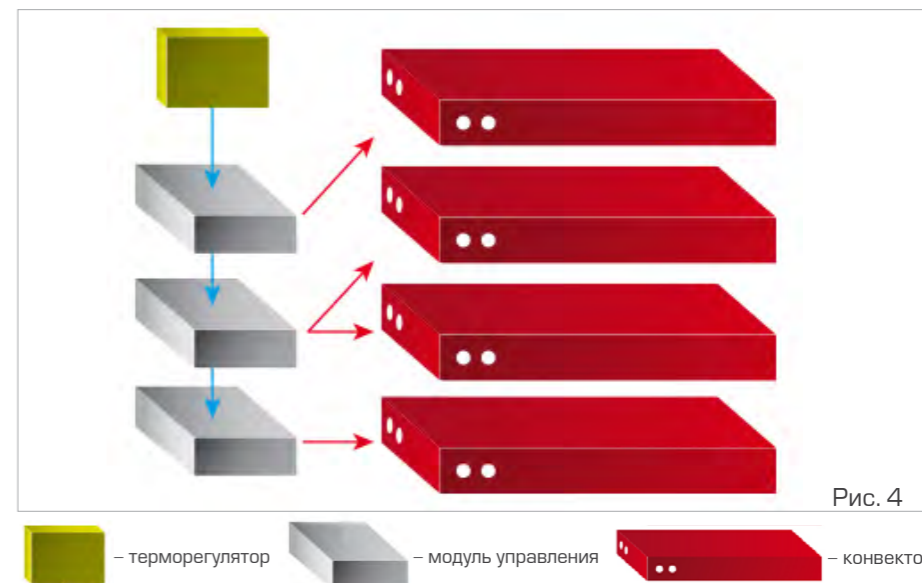 Рис. 4
– терморегулятор – модуль управления – конвекто